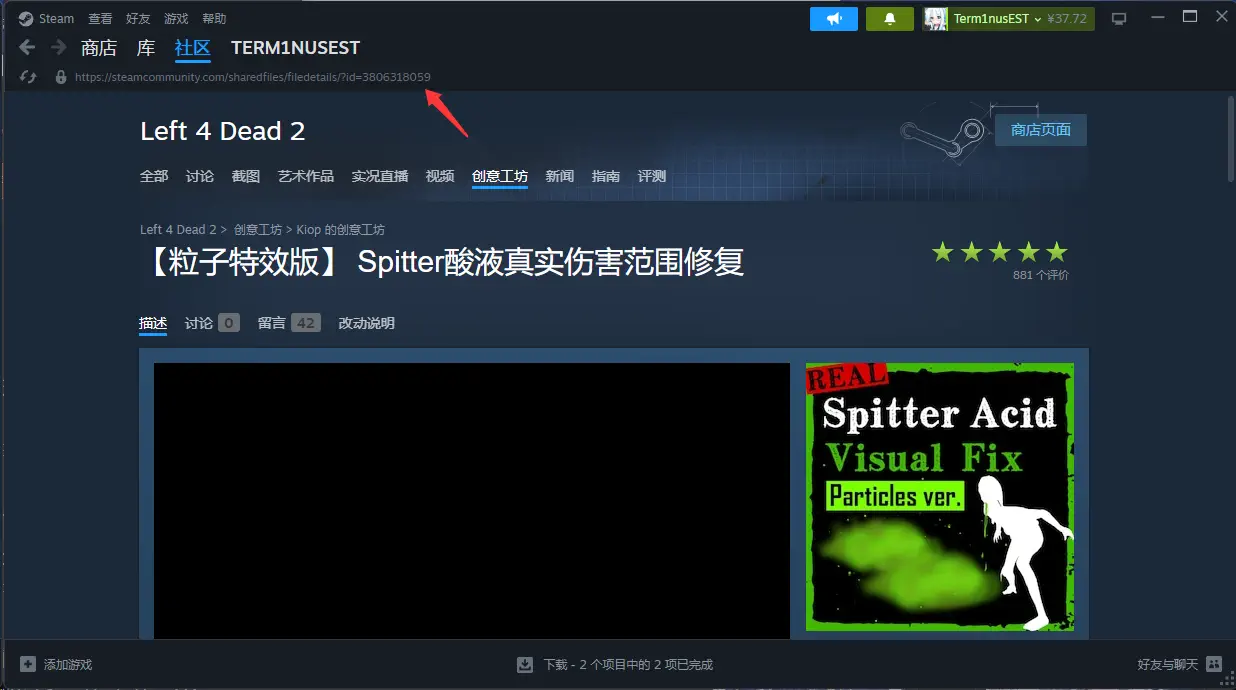 Steam 查看 好友 游戏 帮助 Term1nusEST ¥37.72
商店 库 社区 TERM1NUSEST
https://steamcommunity.com/sharedfiles/filedetails/?id=3806318059
Left 4 Dead 2
商店页面
全部 讨论 截图 艺术作品 实况直播 视频 创意工坊 新闻 指南 评测
Left 4 Dead 2 > 创意工坊 > Kiop 的创意工坊
【粒子特效版】 Spitter酸液真实伤害范围修复
881 个评价
描述 讨论 0 留言 42 改动说明
REAL
Spitter Acid
Visual Fix
Particles ver.
添加游戏 下载 - 2 个项目中的 2 项已完成 好友与聊天